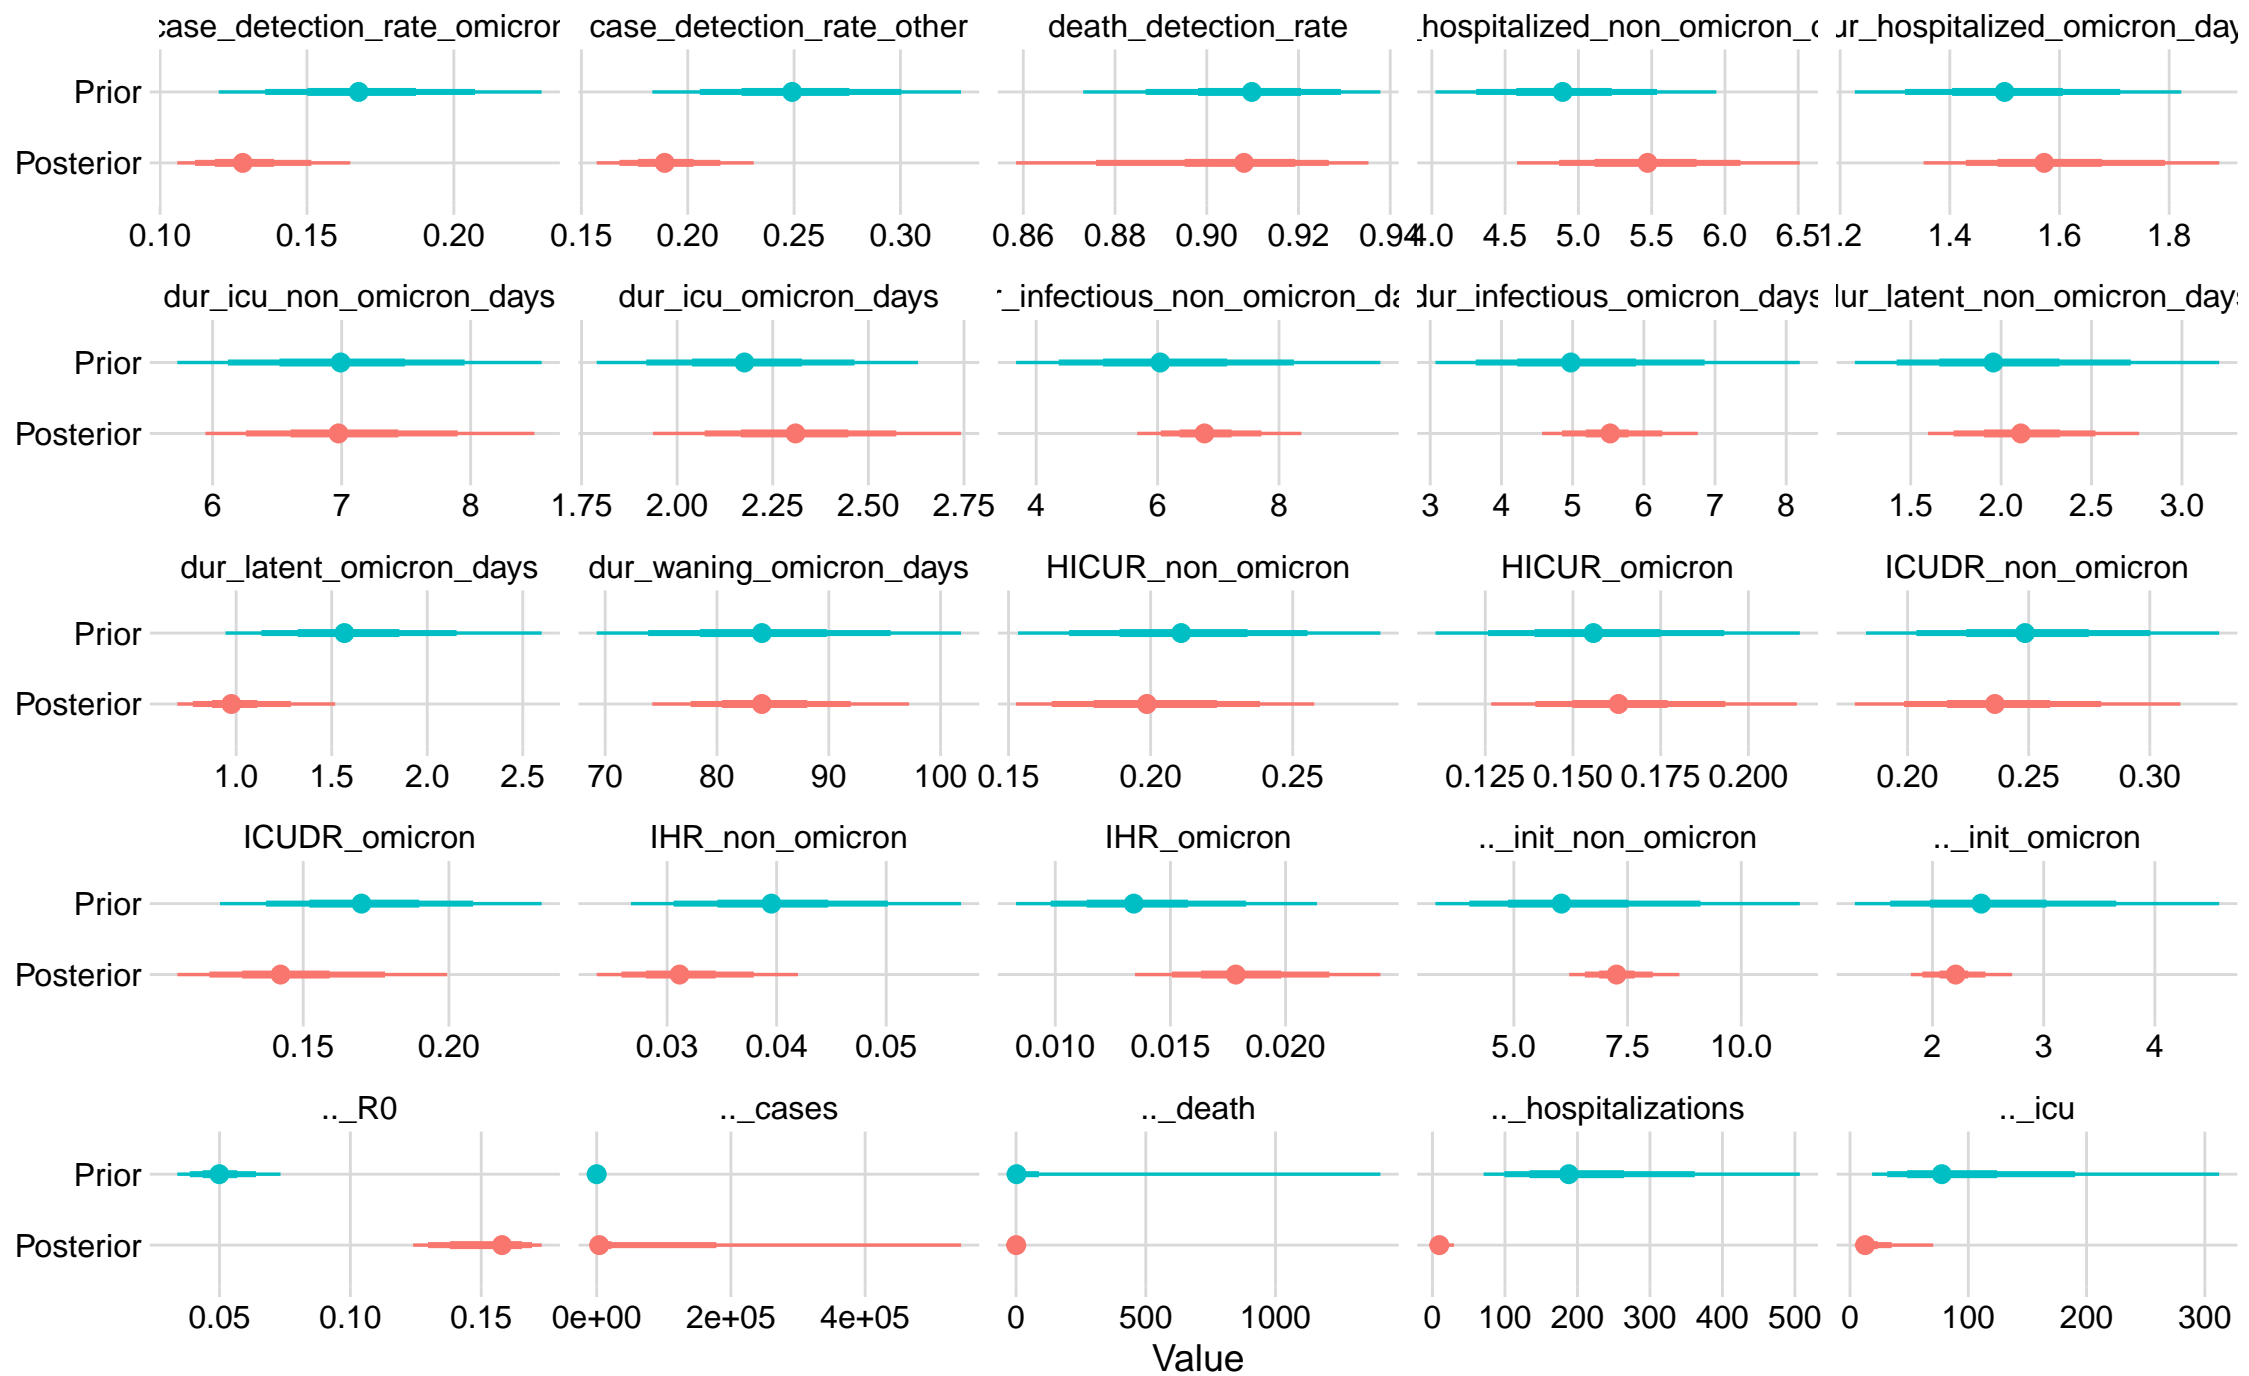 case_detection_rate_omicron case_detection_rate_other death_detection_rate _hospitalized_non_omicron_ ur_hospitalized_omicron_day
Prior
Posterior
0.10 0.15 0.20 0.15 0.20 0.25 0.30 0.86 0.88 0.90 0.92 0.94 4.0 4.5 5.0 5.5 6.0 6.5 1.2 1.4 1.6 1.8
dur_icu_non_omicron_days dur_icu_omicron_days r_infectious_non_omicron_da dur_infectious_omicron_days dur_latent_non_omicron_days
Prior
Posterior
6 7 8 1.75 2.00 2.25 2.50 2.75 4 6 8 3 4 5 6 7 8 1.5 2.0 2.5 3.0
dur_latent_omicron_days dur_waning_omicron_days HICUR_non_omicron HICUR_omicron ICUDR_non_omicron
Prior
Posterior
1.0 1.5 2.0 2.5 70 80 90 100 0.15 0.20 0.25 0.125 0.150 0.175 0.200 0.20 0.25 0.30
ICUDR_omicron IHR_non_omicron IHR_omicron .._init_non_omicron .._init_omicron
Prior
Posterior
0.15 0.20 0.03 0.04 0.05 0.010 0.015 0.020 5.0 7.5 10.0 2 3 4
.._R0 .._cases .._death .._hospitalizations .._icu
Prior
Posterior
0.05 0.10 0.15 0e+00 2e+05 4e+05 0 500 1000 0 100 200 300 400 500 0 100 200 300
Value